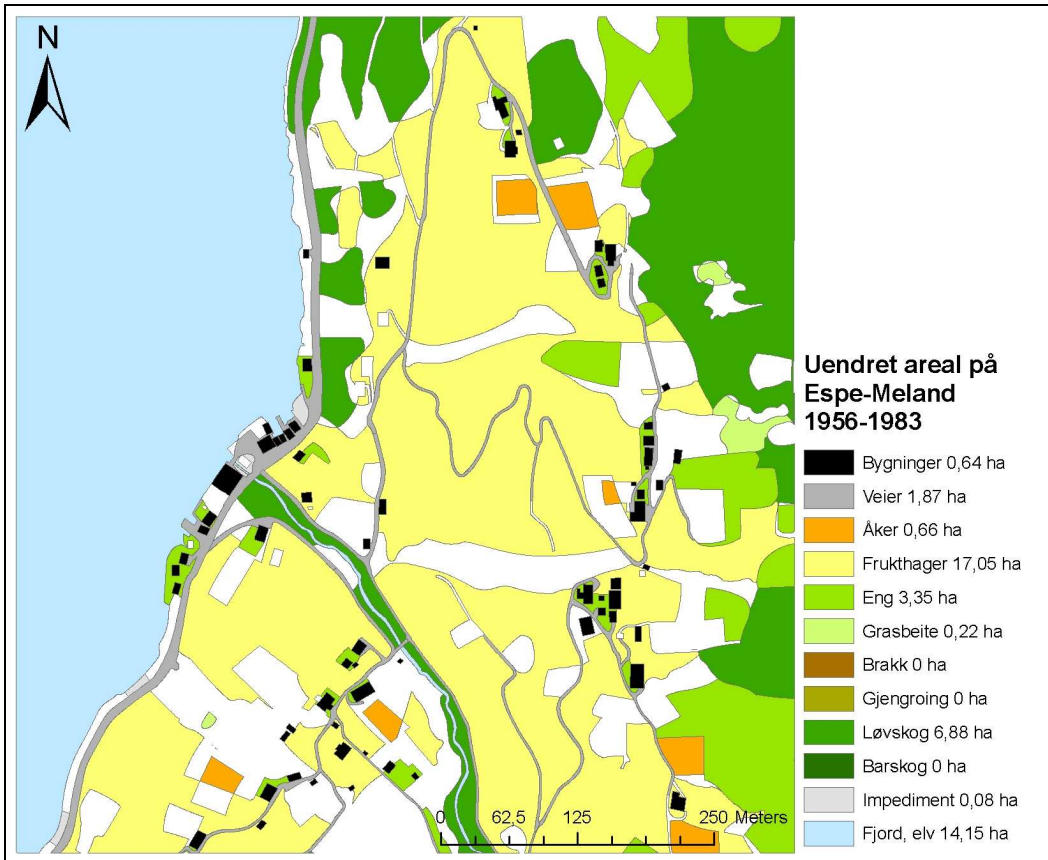 N
Uendret areal på
Espe-Meland
1956-1983
Bygninger 0,64 ha
Veier 1,87 ha
Åker 0,66 ha
Frukthager 17,05 ha
Eng 3,35 ha
Grasbeite 0,22 ha
Brakk 0 ha
Gjengroing 0 ha
Løvskog 6,88 ha
Barskog 0 ha
Impediment 0,08 ha
Fjord, elv 14,15 ha
0 62,5 125 250 Meters